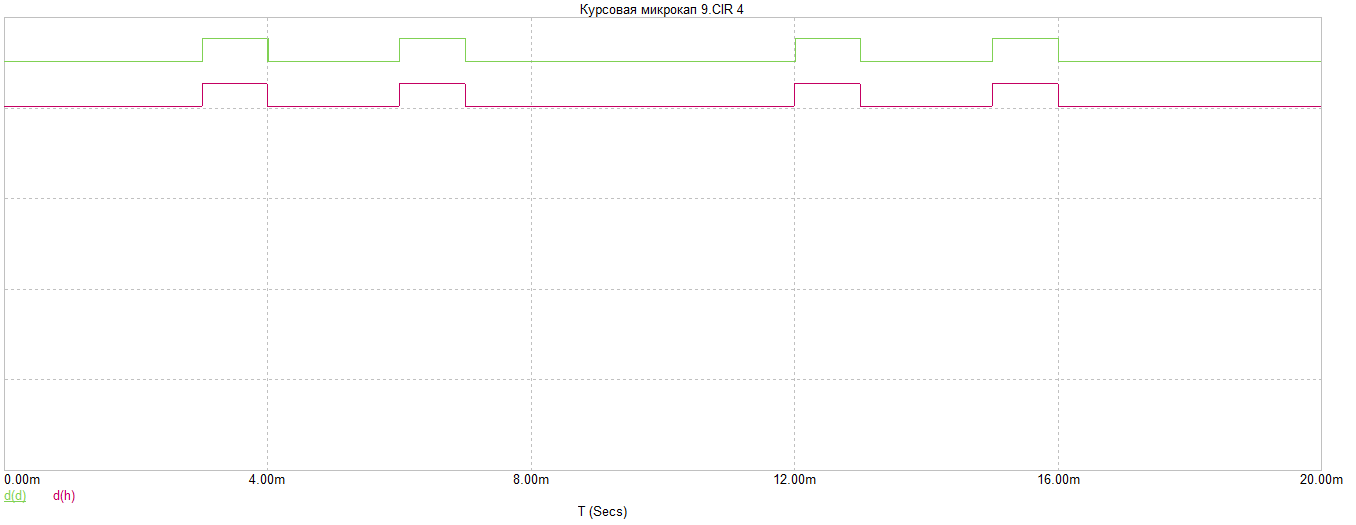 Курсовая микрокап 9.CIR 4
0.00m 4.00m 8.00m 12.00m 16.00m 20.00m
d(d) d(h)
T (Secs)